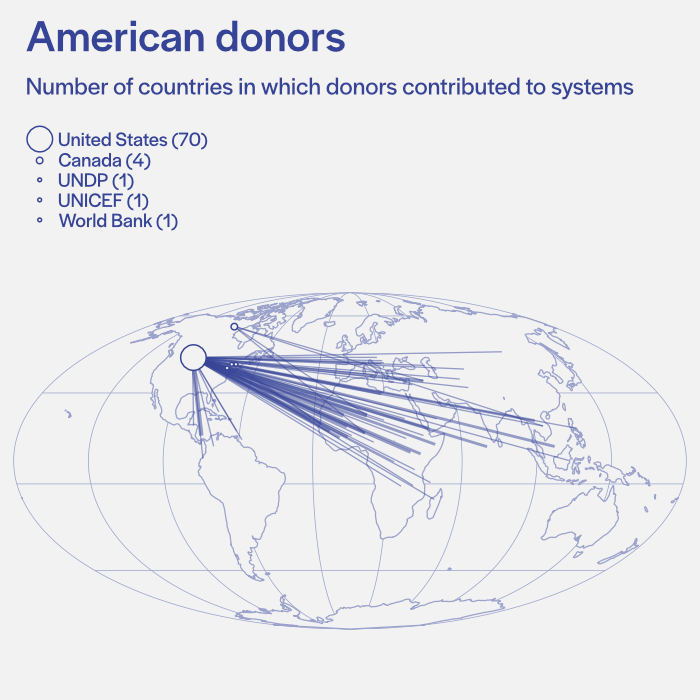 American donors
Number of countries in which donors contributed to systems
United States (70)
Canada (4)
UNDP (1)
UNICEF (1)
World Bank (1)